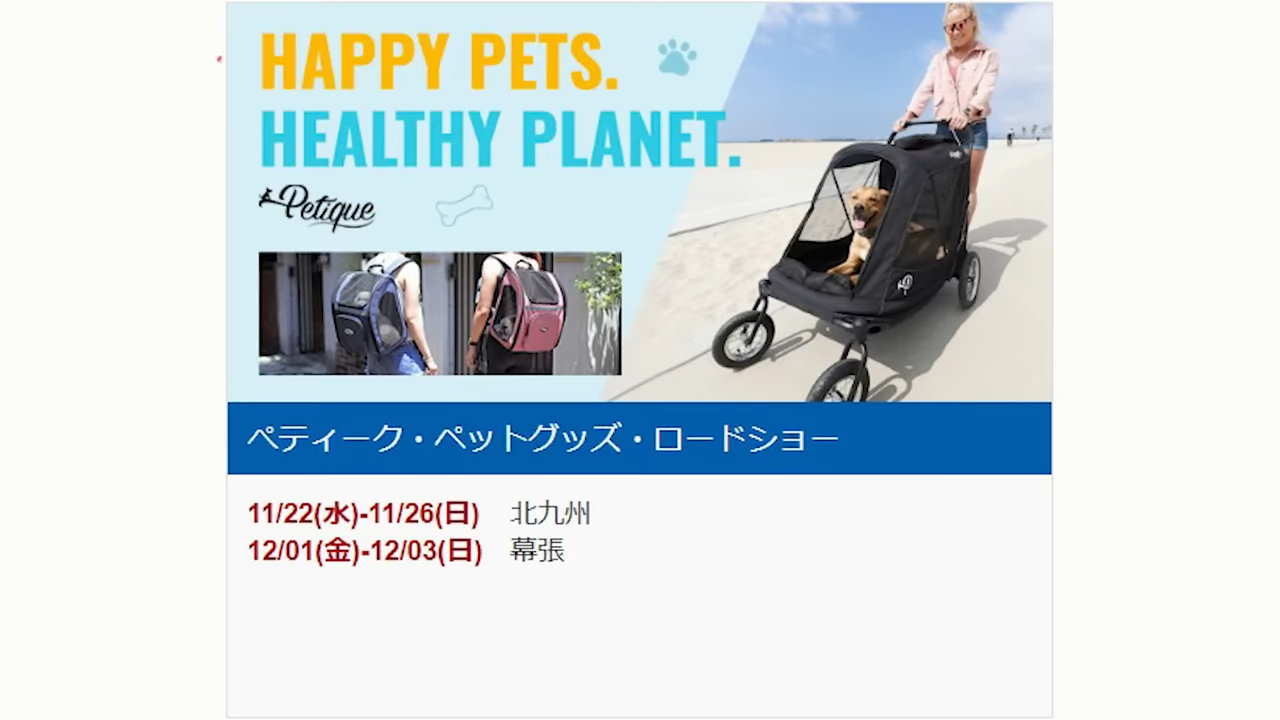 HAPPY PETS.
HEALTHY PLANET.
Petique
ペティーク・ペットグッズ・ロードショー
11/22(水)-11/26(日) 北九州
12/01(金)-12/03(日) 幕張